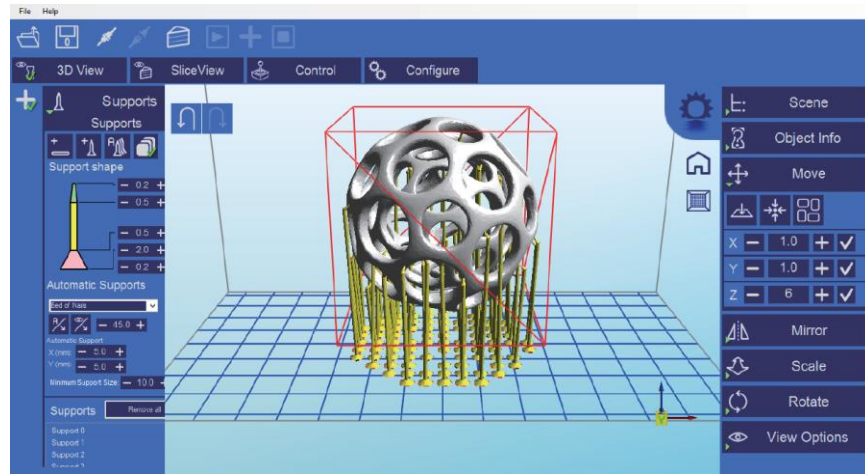 File Help
3D View SliceView Control Configure
Supports
Supports
Support shape
0.2
0.5
0.5
2.0
0.2
Automatic Supports
Bed of Nails
45.0
Automatic Support
X (mm): 5.0
Y (mm): 5.0
Minimum Support Size: 10.0
Supports Remove all
Support 0
Support 1
Support 2
Scene
Object Info
Move
X 1.0
Y 1.0
Z 6
Mirror
Scale
Rotate
View Options